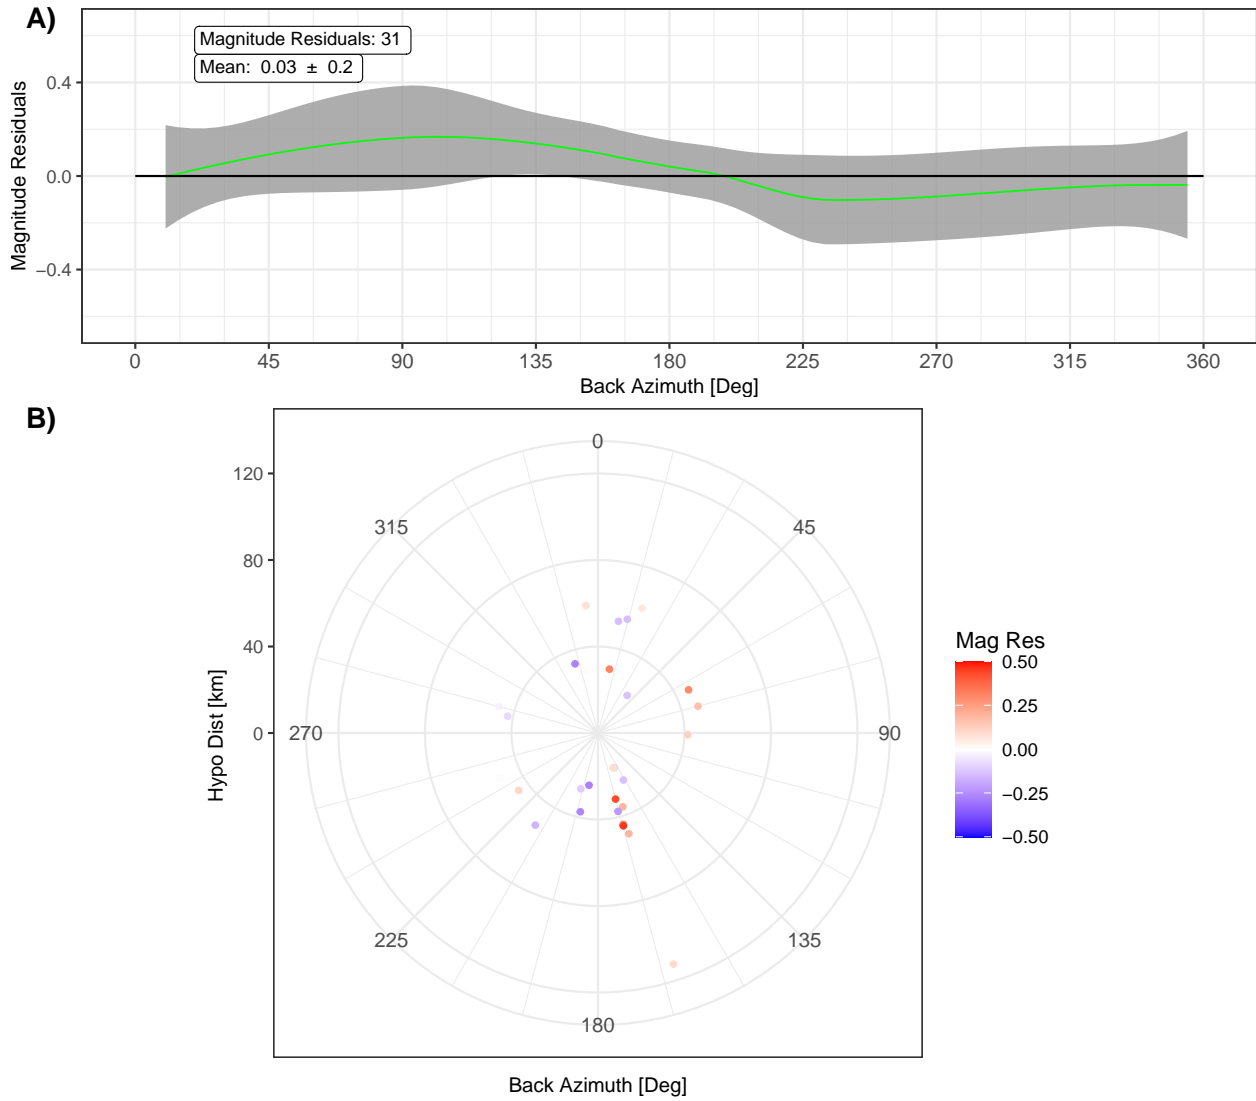 A)
Magnitude Residuals: 31
Mean:  0.03  ±  0.2
Magnitude Residuals
0.4
0.0
−0.4
0 45 90 135 180 225 270 315 360
Back Azimuth [Deg]
B)
Hypo Dist [km]
120
80
40
0
0
45
90
135
180
225
270
315
Back Azimuth [Deg]
Mag Res
0.50
0.25
0.00
−0.25
−0.50